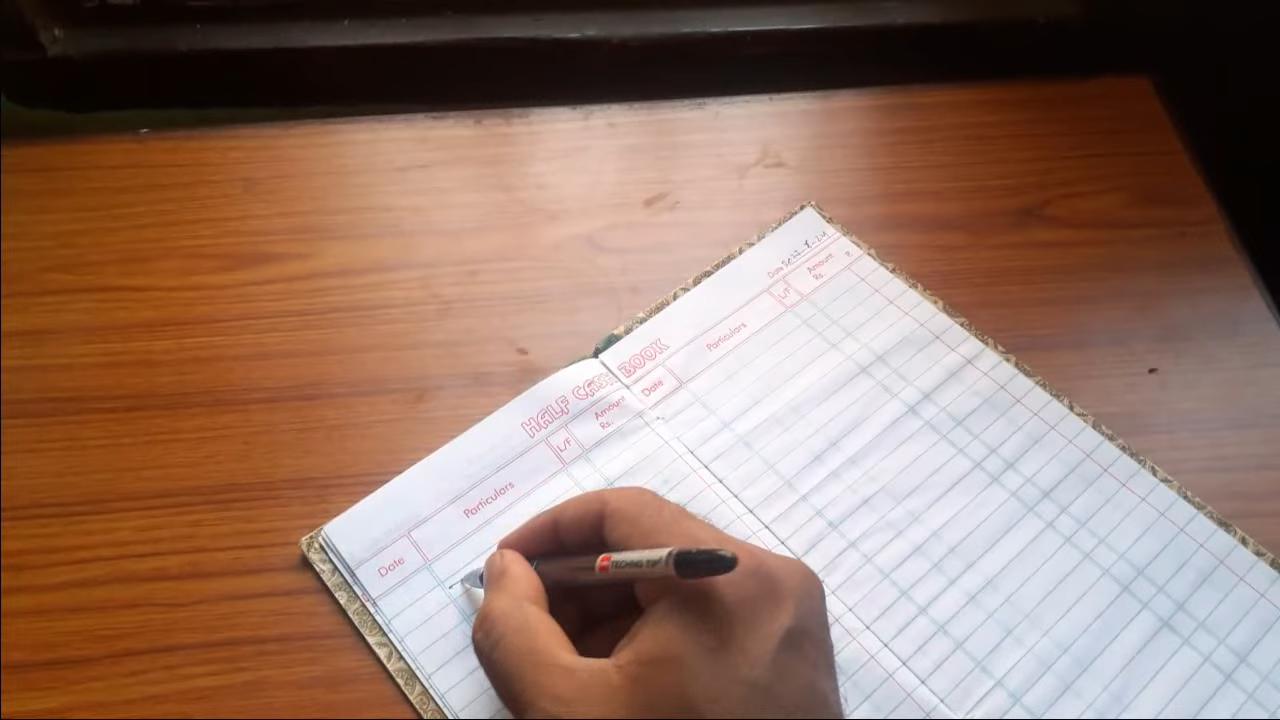 HALF CASH BOOK
Date Particulars L/F Amount Rs.
Date
Date Particulars L/F Amount Rs. P.
TECHNO TIP